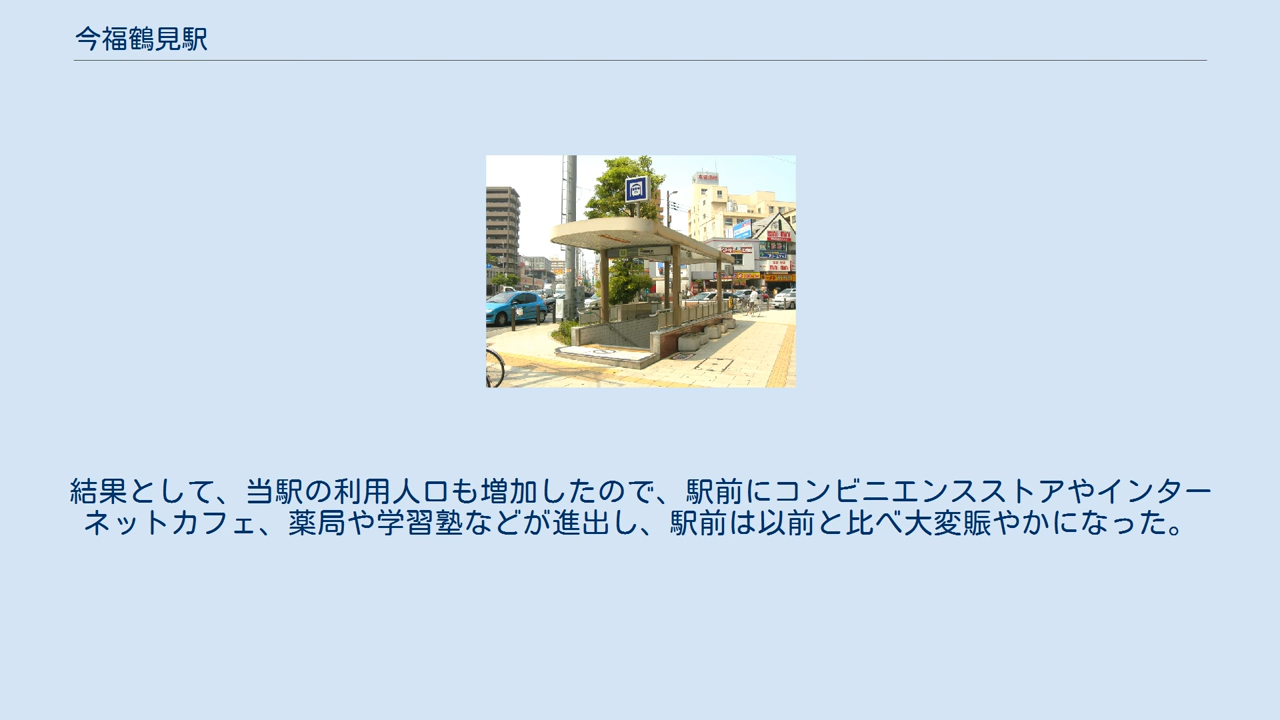 今福鶴見駅
結果として、当駅の利用人口も増加したので、駅前にコンビニエンスストアやインター
ネットカフェ、薬局や学習塾などが進出し、駅前は以前と比べ大変賑やかになった。